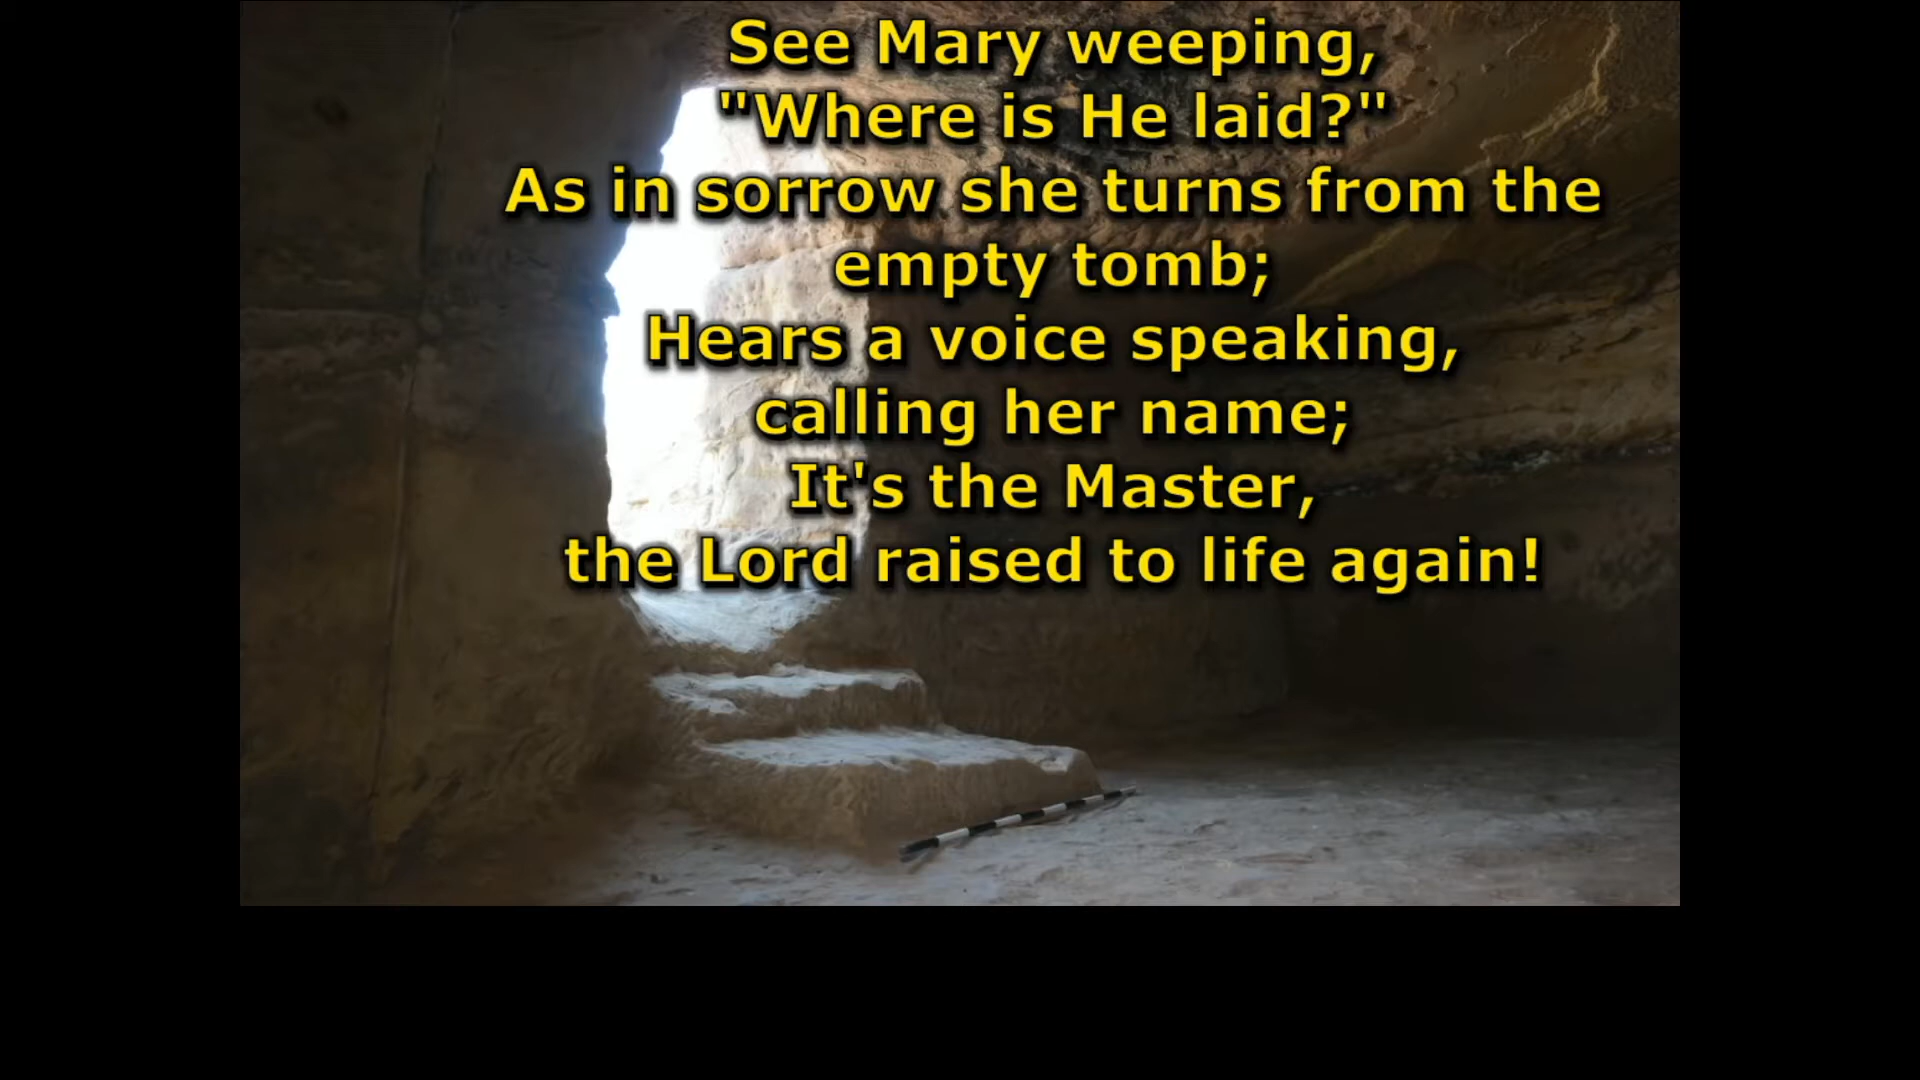 See Mary weeping,
"Where is He laid?"
As in sorrow she turns from the
empty tomb;
Hears a voice speaking,
calling her name;
It's the Master,
the Lord raised to life again!